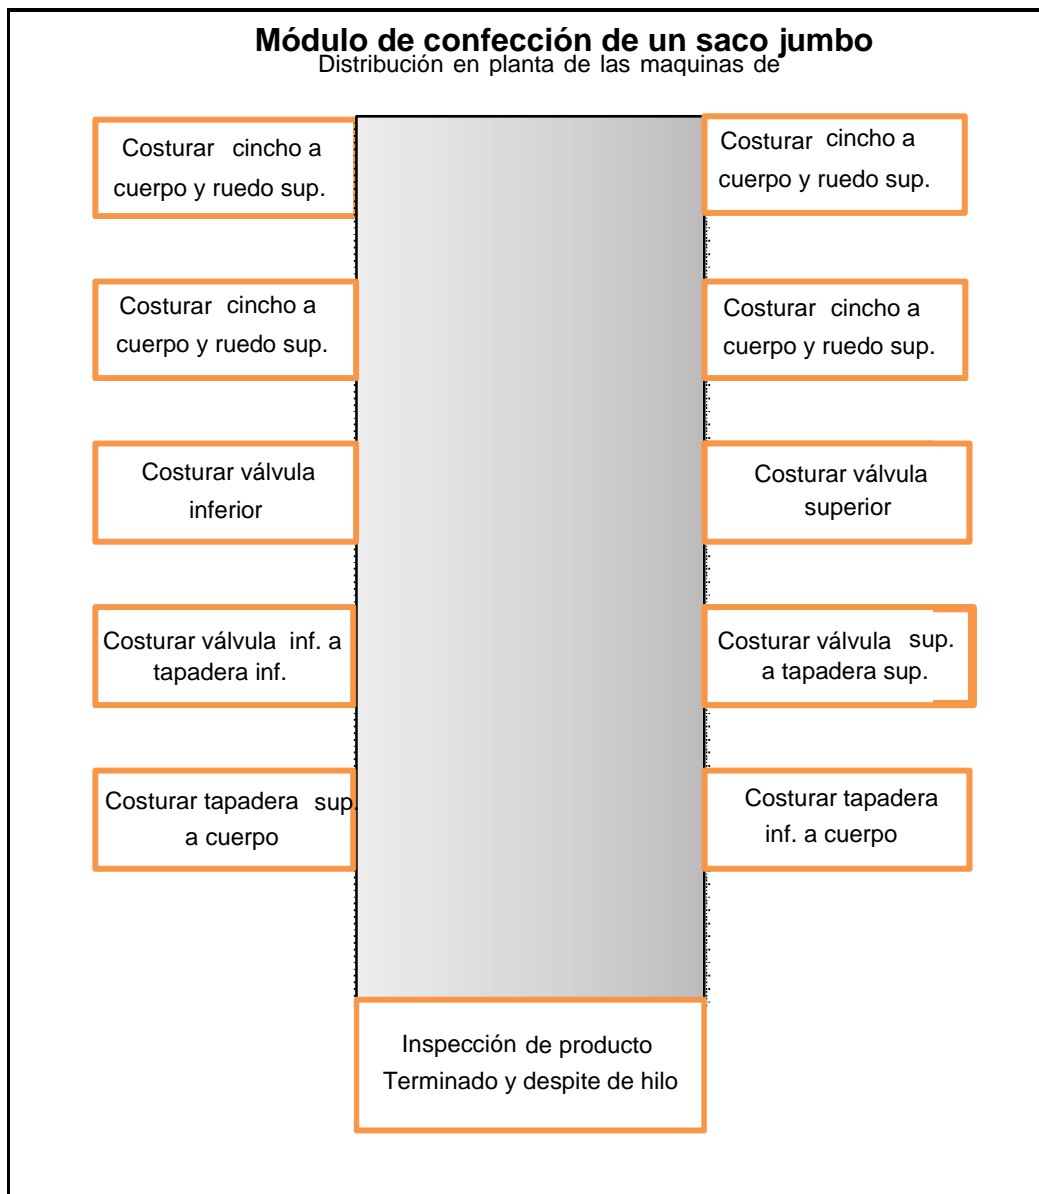 Módulo de confección de un saco jumbo
Distribución en planta de las maquinas de
Costurar cincho a
cuerpo y ruedo sup.
Costurar cincho a
cuerpo y ruedo sup.
Costurar cincho a
cuerpo y ruedo sup.
Costurar cincho a
cuerpo y ruedo sup.
Costurar válvula
inferior
Costurar válvula
superior
Costurar válvula inf. a
tapadera inf.
Costurar válvula sup.
a tapadera sup.
Costurar tapadera sup.
a cuerpo
Costurar tapadera
inf. a cuerpo
Inspección de producto
Terminado y despite de hilo